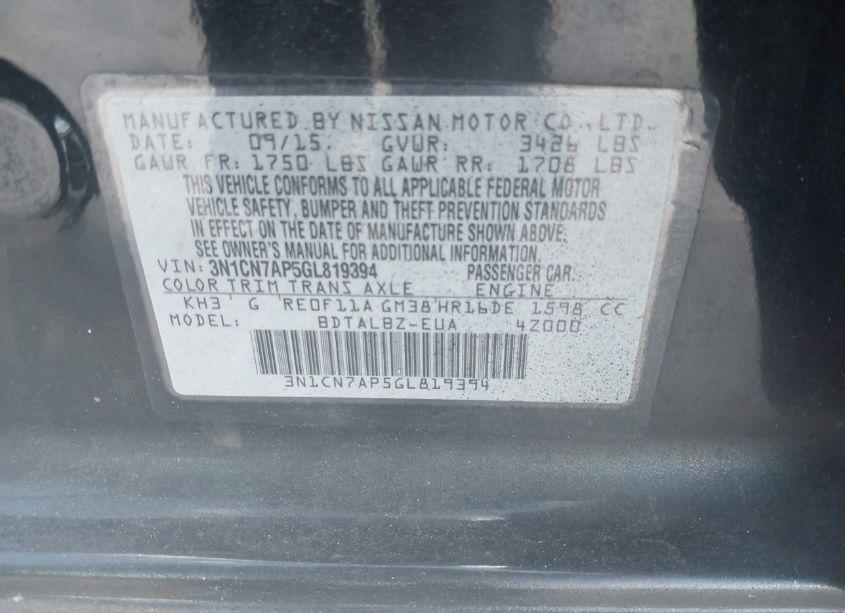 MANUFACTURED BY NISSAN MOTOR CO.,LTD.
DATE: 09/15. GVWR: 3426 LBS
GAWR FR: 1750 LBS GAWR RR: 1708 LBS
THIS VEHICLE CONFORMS TO ALL APPLICABLE FEDERAL MOTOR
VEHICLE SAFETY, BUMPER AND THEFT PREVENTION STANDARDS
IN EFFECT ON THE DATE OF MANUFACTURE SHOWN ABOVE.
SEE OWNER'S MANUAL FOR ADDITIONAL INFORMATION.
VIN: 3N1CN7AP5GL819394 PASSENGER CAR
COLOR TRIM TRANS AXLE ENGINE
KH3 G RE0F11A GM38 HR16DE 1598 CC
MODEL: BDTALBZ-EUA 4Z000
3N1CN7AP5GL819394